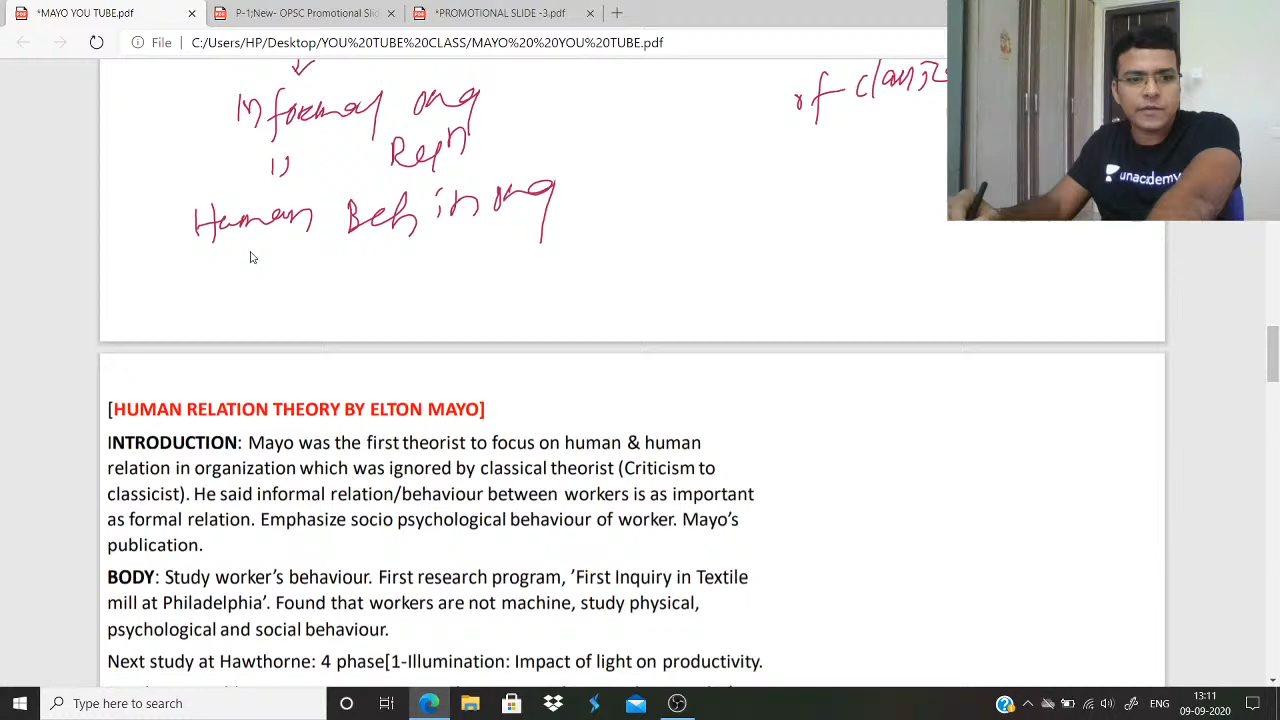 *MAYO YOU TUBE.pdf
P-1;New- OPSC Promotional Slid
*PROMOTIONAL SLIDE -3.pdf
File
C:/Users/HP/Desktop/YOU%20TUBE%20CLASS/MAYO%20%20YOU%20TUBE.pdf
of
Informal org
Human Beh in org
unacademy
[HUMAN RELATION THEORY BY ELTON MAYO]
INTRODUCTION: Mayo was the first theorist to focus on human & human
relation in organization which was ignored by classical theorist (Criticism to
classicist). He said informal relation/behaviour between workers is as important
as formal relation. Emphasize socio psychological behaviour of worker. Mayo's
publication.
BODY: Study worker's behaviour. First research program, ’First Inquiry in Textile
mill at Philadelphia’. Found that workers are not machine, study physical,
psychological and social behaviour.
Next study at Hawthorne: 4 phase[1-Illumination: Impact of light on productivity.
Type here to search
ENG
13:11
09-09-2020